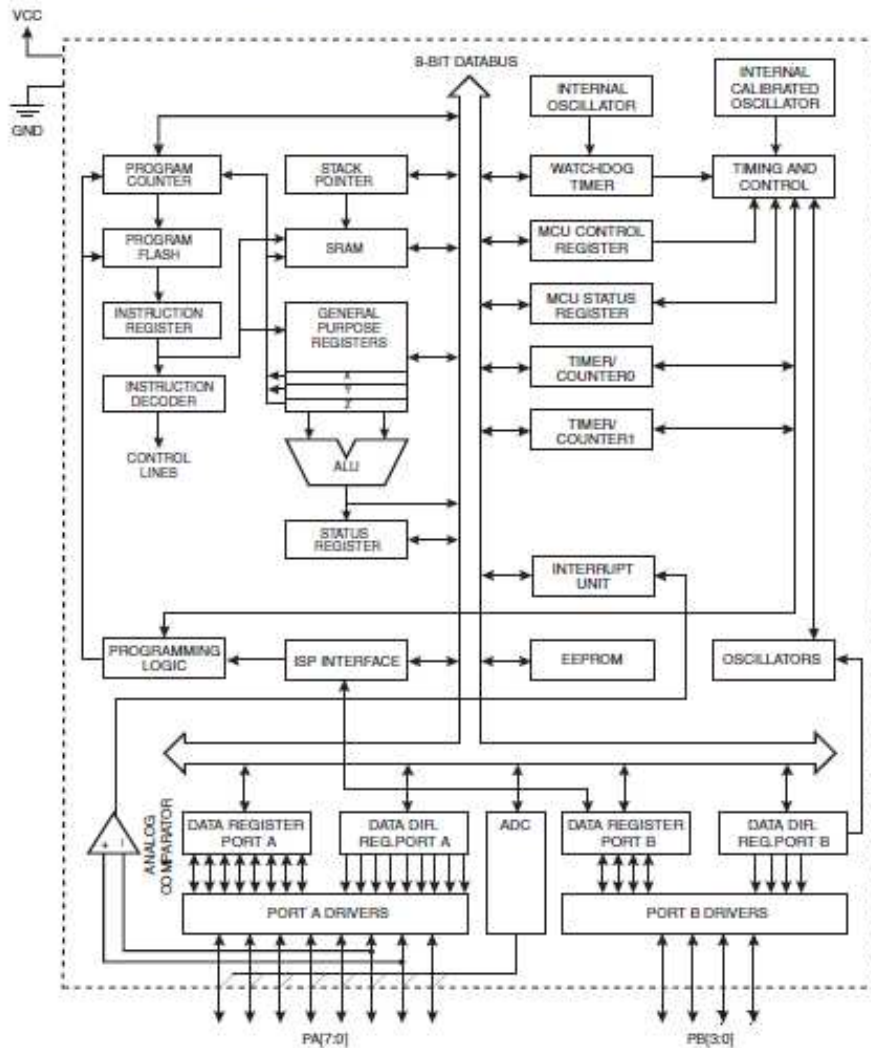 VCC
GND
8-BIT DATABUS
INTERNAL
OSCILLATOR
INTERNAL
CALIBRATED
OSCILLATOR
PROGRAM
COUNTER
STACK
POINTER
WATCHDOG
TIMER
TIMING AND
CONTROL
PROGRAM
FLASH
SRAM
MCU CONTROL
REGISTER
INSTRUCTION
REGISTER
GENERAL
PURPOSE
REGISTERS
X
Y
Z
MCU STATUS
REGISTER
INSTRUCTION
DECODER
TIMER/
COUNTER0
CONTROL
LINES
ALU
TIMER/
COUNTER1
STATUS
REGISTER
INTERRUPT
UNIT
PROGRAMMING
LOGIC
ISP INTERFACE
EEPROM
OSCILLATORS
ANALOG
COMPARATOR
+ −
DATA REGISTER
PORT A
DATA DIR.
REG.PORT A
ADC
DATA REGISTER
PORT B
DATA DIR.
REG.PORT B
PORT A DRIVERS
PORT B DRIVERS
PA[7:0]
PB[3:0]